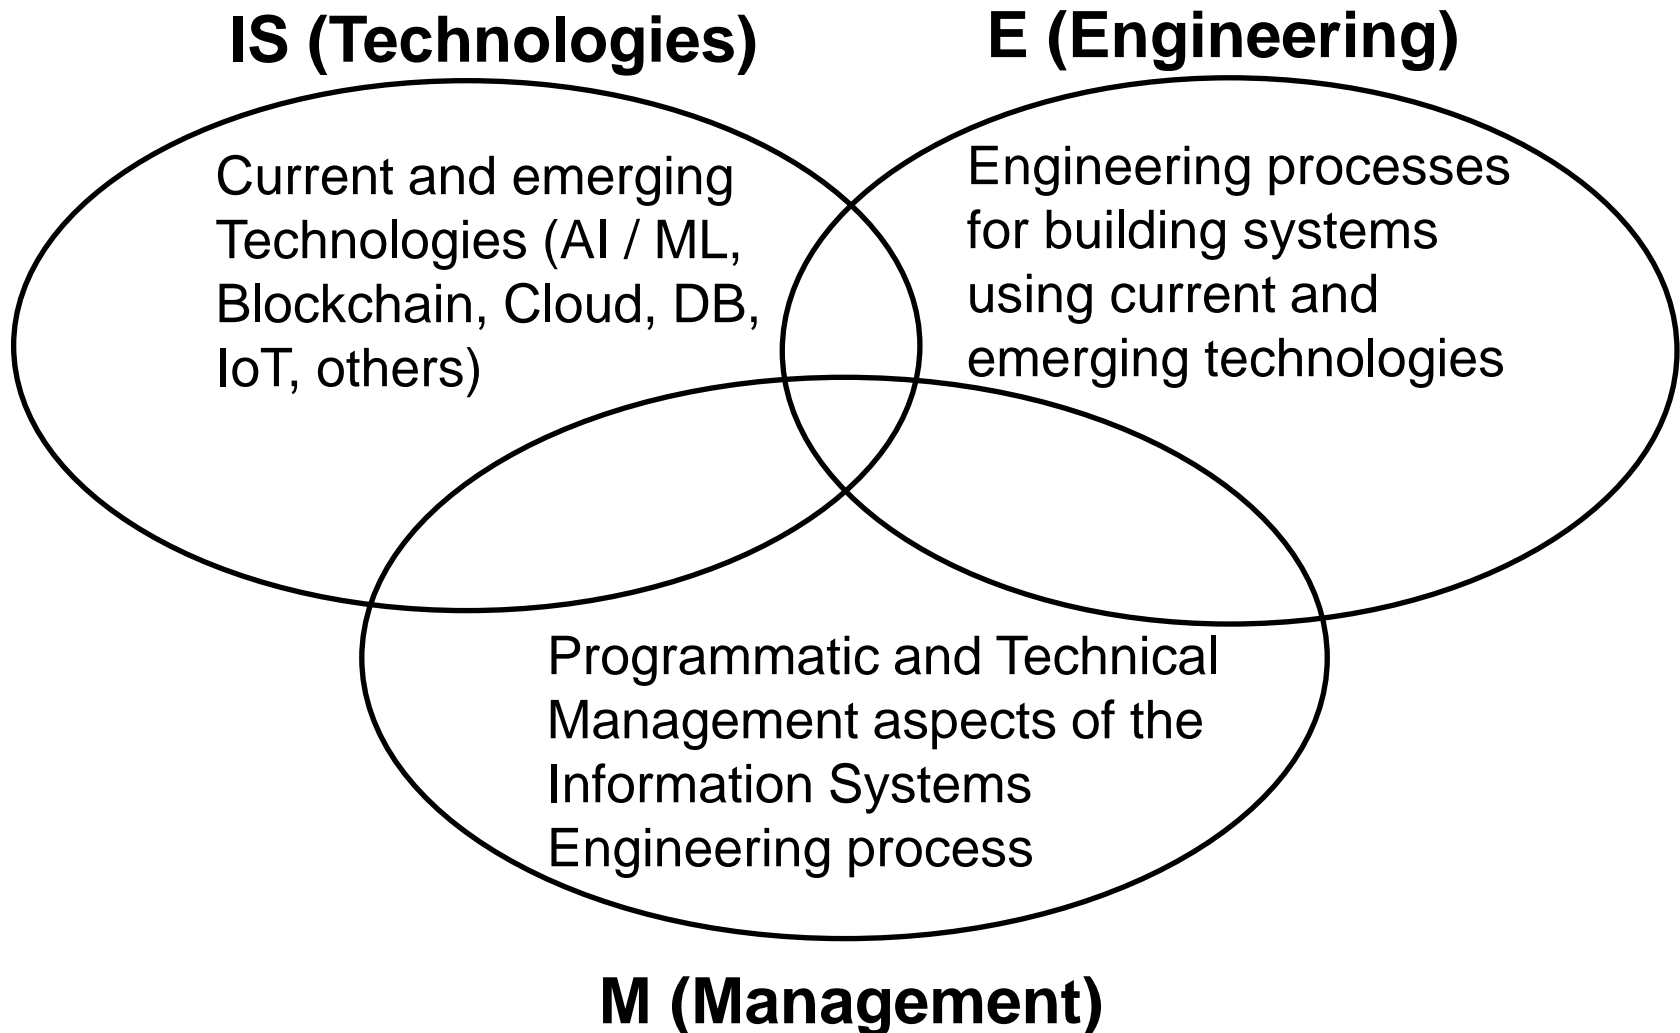 IS (Technologies)
E (Engineering)
Current and emerging
Technologies (AI / ML,
Blockchain, Cloud, DB,
IoT, others)
Engineering processes
for building systems
using current and
emerging technologies
Programmatic and Technical
Management aspects of the
Information Systems
Engineering process
M (Management)